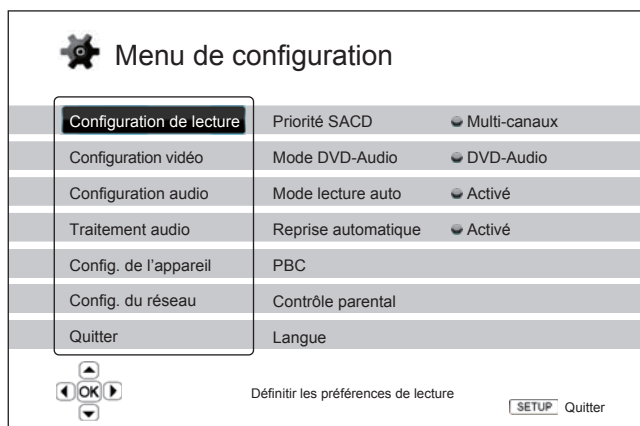 Menu de configuration
Configuration de lecture Priorité SACD Multi-canaux
Configuration vidéo Mode DVD-Audio DVD-Audio
Configuration audio Mode lecture auto Activé
Traitement audio Reprise automatique Activé
Config. de l’appareil PBC
Config. du réseau Contrôle parental
Quitter Langue
OK Définir les préférences de lecture
SETUP Quitter